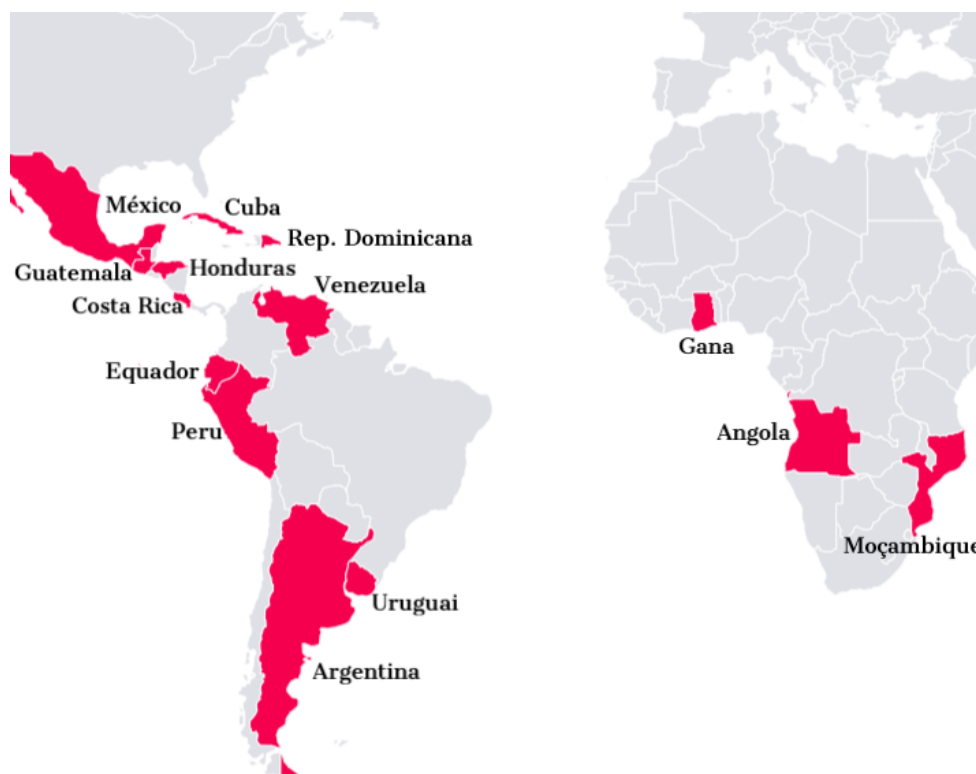 México
Cuba
Rep. Dominicana
Guatemala
Honduras
Venezuela
Costa Rica
Gana
Equador
Peru
Angola
Moçambique
Uruguai
Argentina